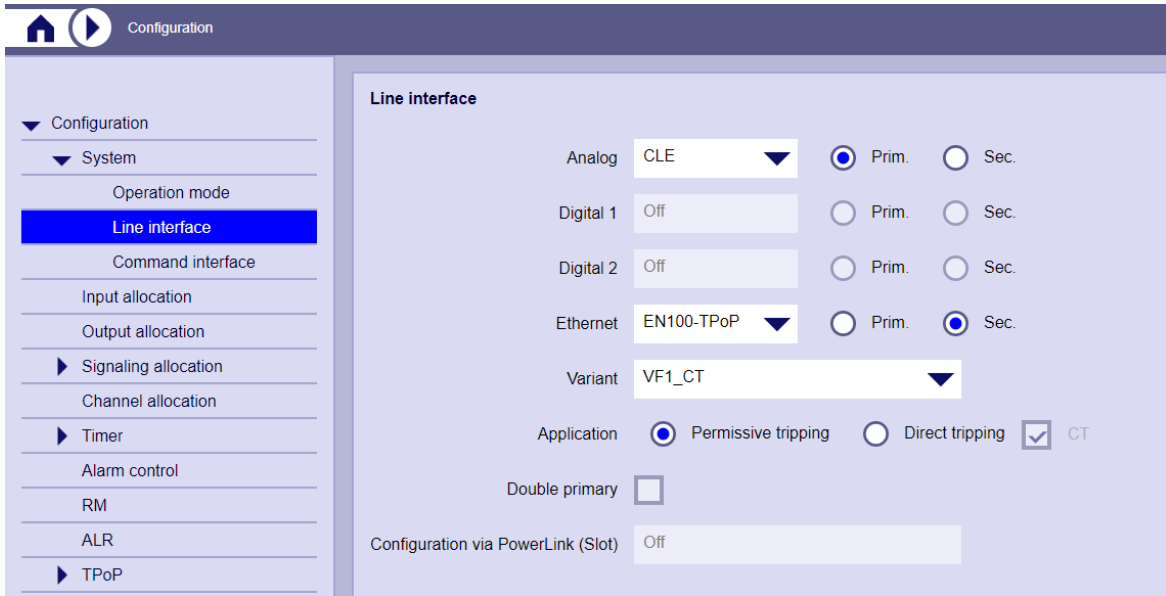 Configuration
Configuration
System
Operation mode
Line interface
Command interface
Input allocation
Output allocation
Signaling allocation
Channel allocation
Timer
Alarm control
RM
ALR
TPoP
Line interface
Analog CLE Prim. Sec.
Digital 1 Off Prim. Sec.
Digital 2 Off Prim. Sec.
Ethernet EN100-TPoP Prim. Sec.
Variant VF1_CT
Application Permissive tripping Direct tripping CT
Double primary
Configuration via PowerLink (Slot) Off